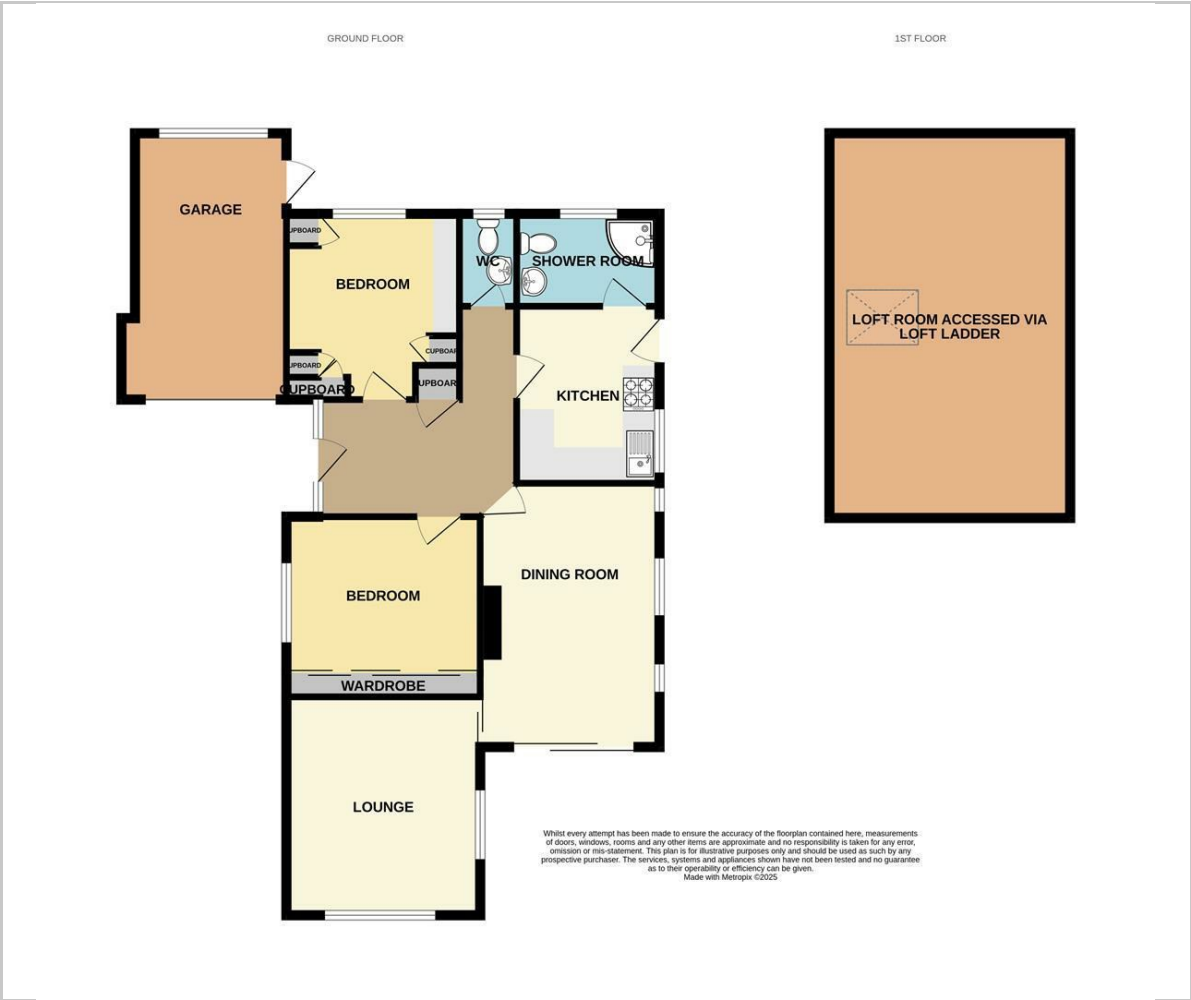 GROUND FLOOR
1ST FLOOR
GARAGE
UPBOARD
BEDROOM
WC
SHOWER ROOM
CUPBOAR
UPBOARD
CUPBOARD
UPBOAR
KITCHEN
LOFT ROOM ACCESSED VIA
LOFT LADDER
DINING ROOM
BEDROOM
WARDROBE
LOUNGE
Whilst every attempt has been made to ensure the accuracy of the floorplan contained here, measurements
of doors, windows, rooms and any other items are approximate and no responsibility is taken for any error,
omission or mis-statement. This plan is for illustrative purposes only and should be used as such by any
prospective purchaser. The services, systems and appliances shown have not been tested and no guarantee
as to their operability or efficiency can be given.
Made with Metropix ©2025